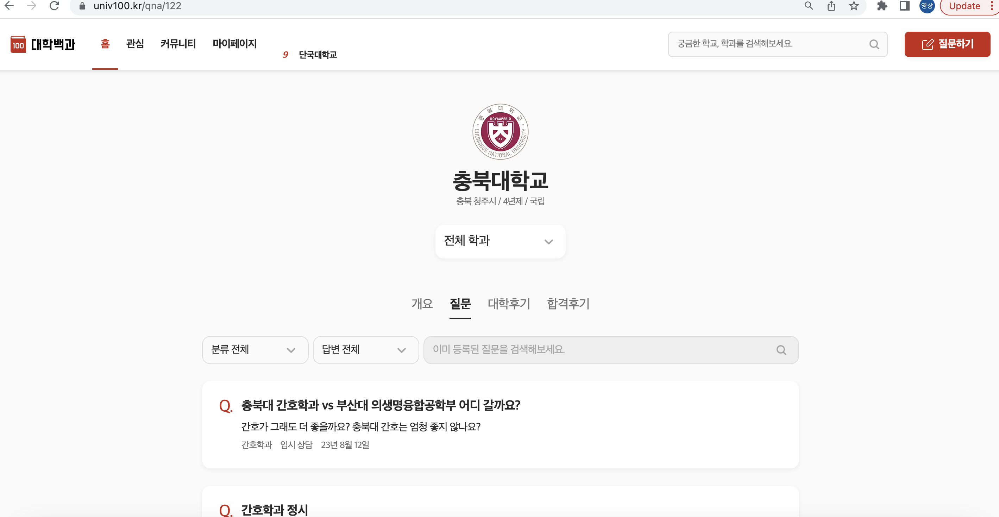 univ100.kr/qna/122
영상
Update
100 대학백과
홈 관심 커뮤니티 마이페이지
9 단국대학교
궁금한 학교, 학과를 검색해보세요.
질문하기
충북대학교
NOVAAPERIO
1951
CHUNGBUK NATIONAL UNIVERSITY
충북대학교
충북 청주시 / 4년제 / 국립
전체 학과
개요 질문 대학후기 합격후기
분류 전체 답변 전체 이미 등록된 질문을 검색해보세요.
Q. 충북대 간호학과 vs 부산대 의생명융합공학부 어디 갈까요?
간호가 그래도 더 좋을까요? 충북대 간호는 엄청 좋지 않나요?
간호학과 입시 상담 23년 8월 12일
Q. 간호학과 정시